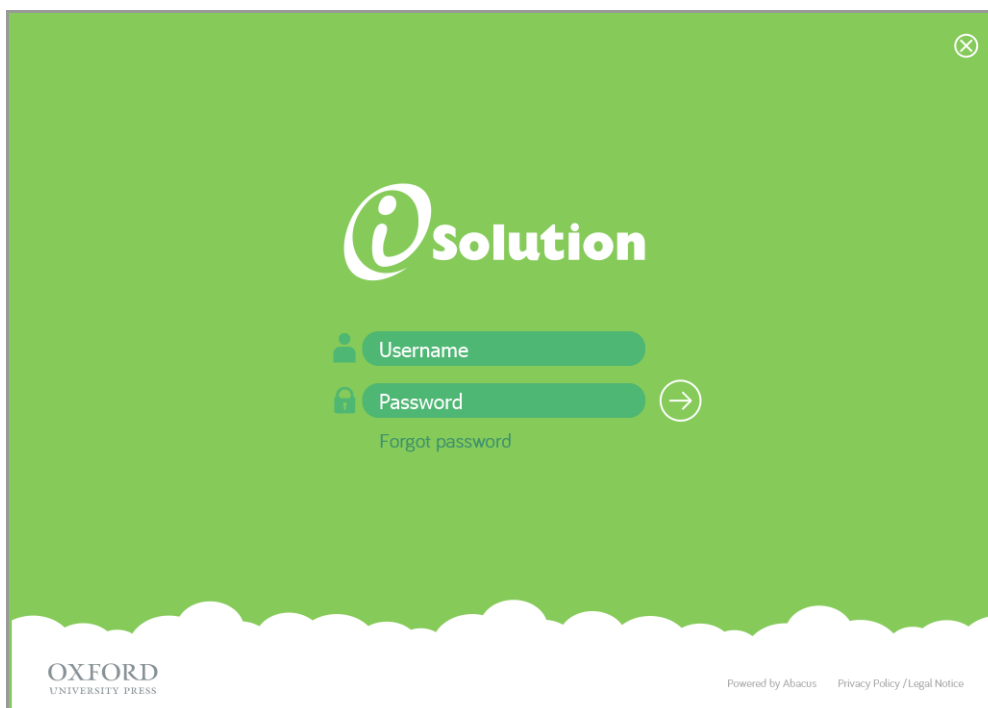 iSolution
Username
Password
Forgot password
OXFORD
UNIVERSITY PRESS
Powered by Abacus Privacy Policy /Legal Notice